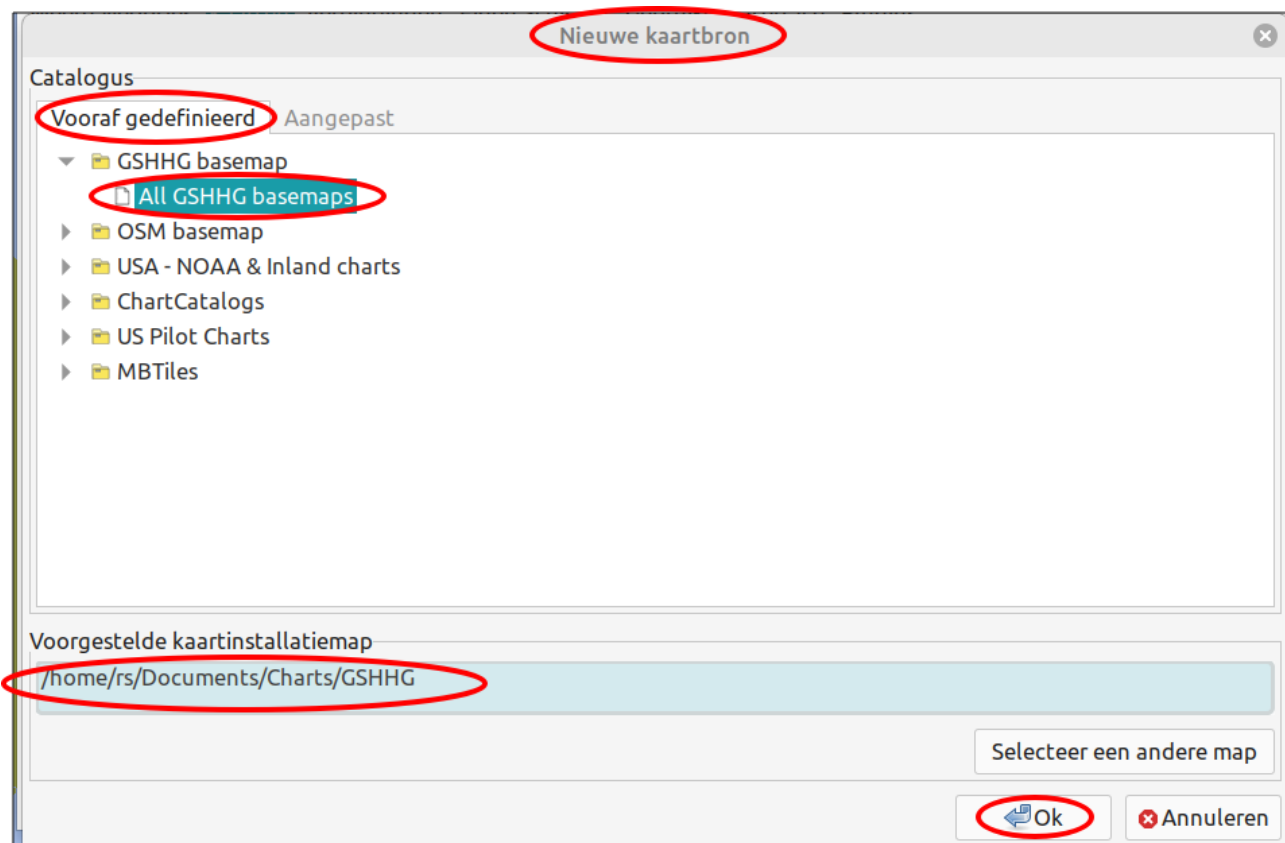 Nieuwe kaartbron
Catalogus
Vooraf gedefinieerd Aangepast
GSHHG basemap
All GSHHG basemaps
OSM basemap
USA - NOAA & Inland charts
ChartCatalogs
US Pilot Charts
MBTiles
Voorgestelde kaartinstallatiemap
/home/rs/Documents/Charts/GSHHG
Selecteer een andere map
Ok Annuleren